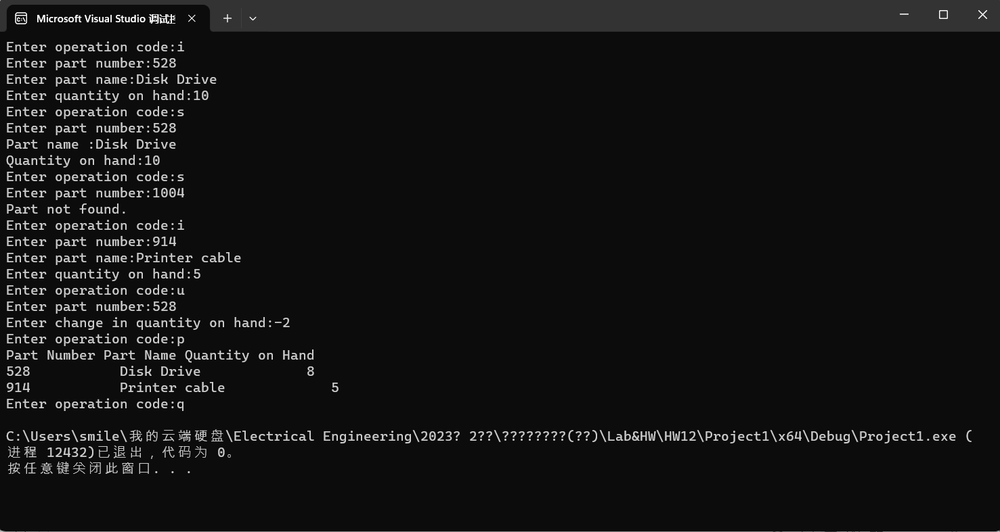 Microsoft Visual Studio 调试
Enter operation code:i
Enter part number:528
Enter part name:Disk Drive
Enter quantity on hand:10
Enter operation code:s
Enter part number:528
Part name :Disk Drive
Quantity on hand:10
Enter operation code:s
Enter part number:1004
Part not found.
Enter operation code:i
Enter part number:914
Enter part name:Printer cable
Enter quantity on hand:5
Enter operation code:u
Enter part number:528
Enter change in quantity on hand:-2
Enter operation code:p
Part Number Part Name Quantity on Hand
528           Disk Drive             8
914           Printer cable             5
Enter operation code:q
C:\Users\smile\我的云端硬盘\Electrical Engineering\2023? 2??\????????(??)\Lab&HW\HW12\Project1\x64\Debug\Project1.exe (
进程 12432)已退出，代码为 0。
按任意键关闭此窗口. . .